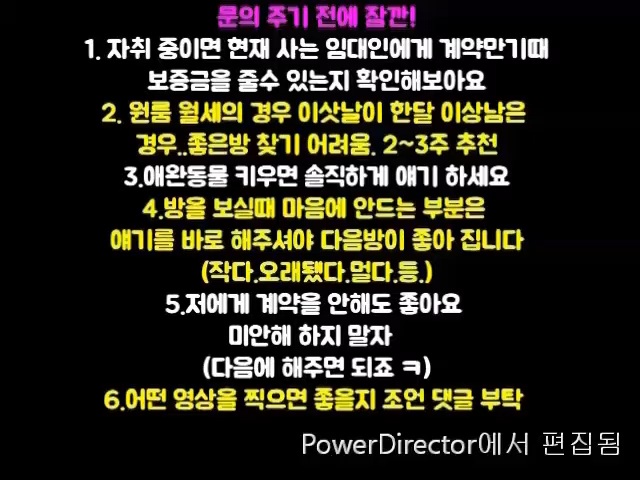 문의 주기 전에 잠깐!
1. 자취 중이면 현재 사는 임대인에게 계약만기때
보증금을 줄수 있는지 확인해보아요
2. 원룸 월세의 경우 이삿날이 한달 이상남은
경우..좋은방 찾기 어려움. 2~3주 추천
3.애완동물 키우면 솔직하게 얘기 하세요
4.방을 보실때 마음에 안드는 부분은
얘기를 바로 해주셔야 다음방이 좋아 집니다
(작다.오래됐다.멀다.등.)
5.저에게 계약을 안해도 좋아요
미안해 하지 말자
(다음에 해주면 되죠 ㅋ)
6.어떤 영상을 찍으면 좋을지 조언 댓글 부탁
PowerDirector에서 편집됨